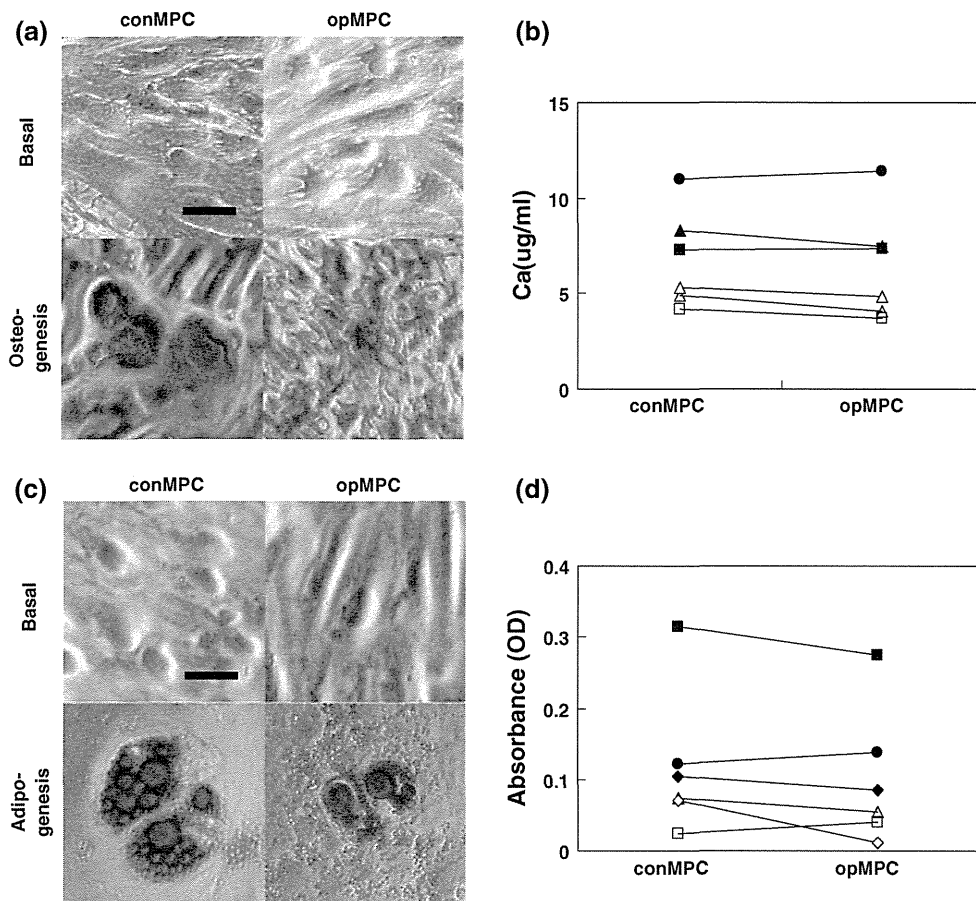 (a)
conMPC opMPC
Basal
Osteo-
genesis
(b)
15
10
5
0
Ca(ug/ml)
conMPC opMPC
(c)
conMPC opMPC
Basal
Adipo-
genesis
(d)
0.4
0.3
0.2
0.1
0
Absorbance (OD)
conMPC opMPC